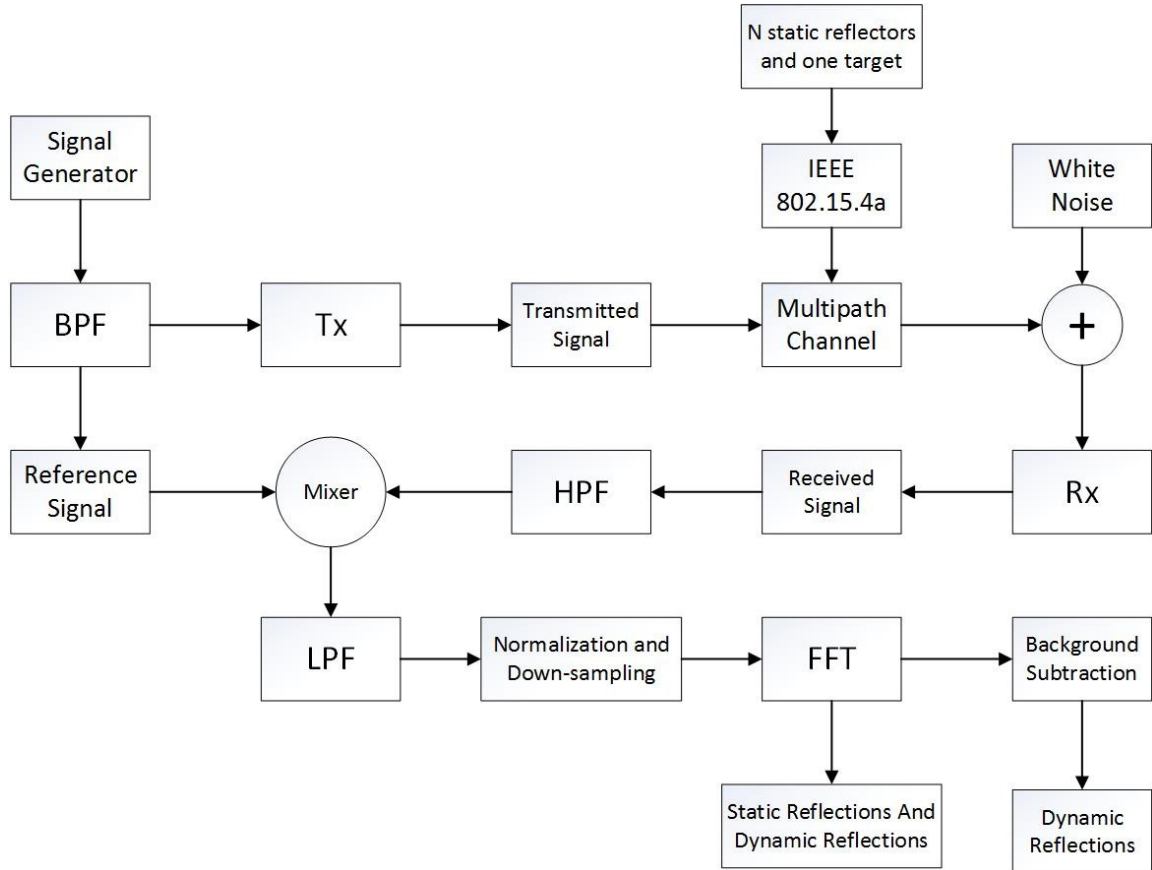 N static reflectors
and one target
Signal
Generator
IEEE
802.15.4a
White
Noise
BPF
Tx
Transmitted
Signal
Multipath
Channel
+
Reference
Signal
Mixer
HPF
Received
Signal
Rx
LPF
Normalization and
Down-sampling
FFT
Background
Subtraction
Static Reflections And
Dynamic Reflections
Dynamic
Reflections